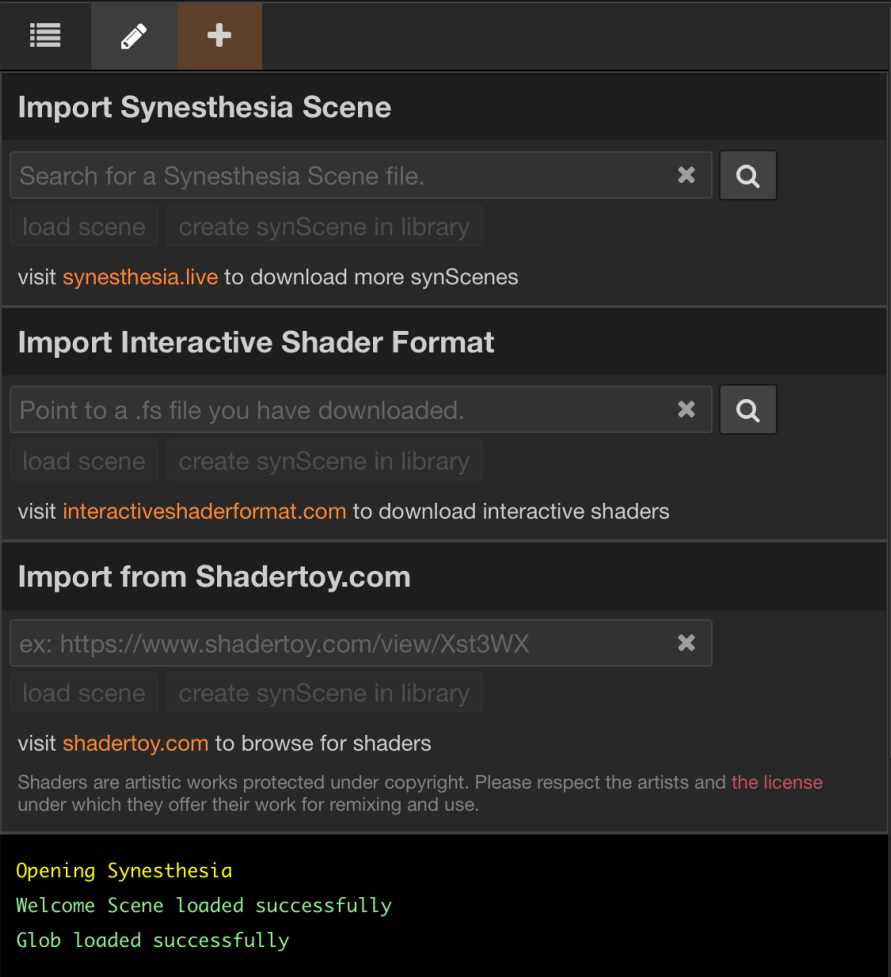 Import Synesthesia Scene
Search for a Synesthesia Scene file.
load scene create synScene in library
visit synesthesia.live to download more synScenes
Import Interactive Shader Format
Point to a .fs file you have downloaded.
load scene create synScene in library
visit interactiveshaderformat.com to download interactive shaders
Import from Shadertoy.com
ex: https://www.shadertoy.com/view/Xst3WX
load scene create synScene in library
visit shadertoy.com to browse for shaders
Shaders are artistic works protected under copyright. Please respect the artists and the license
under which they offer their work for remixing and use.
Opening Synesthesia
Welcome Scene loaded successfully
Glob loaded successfully